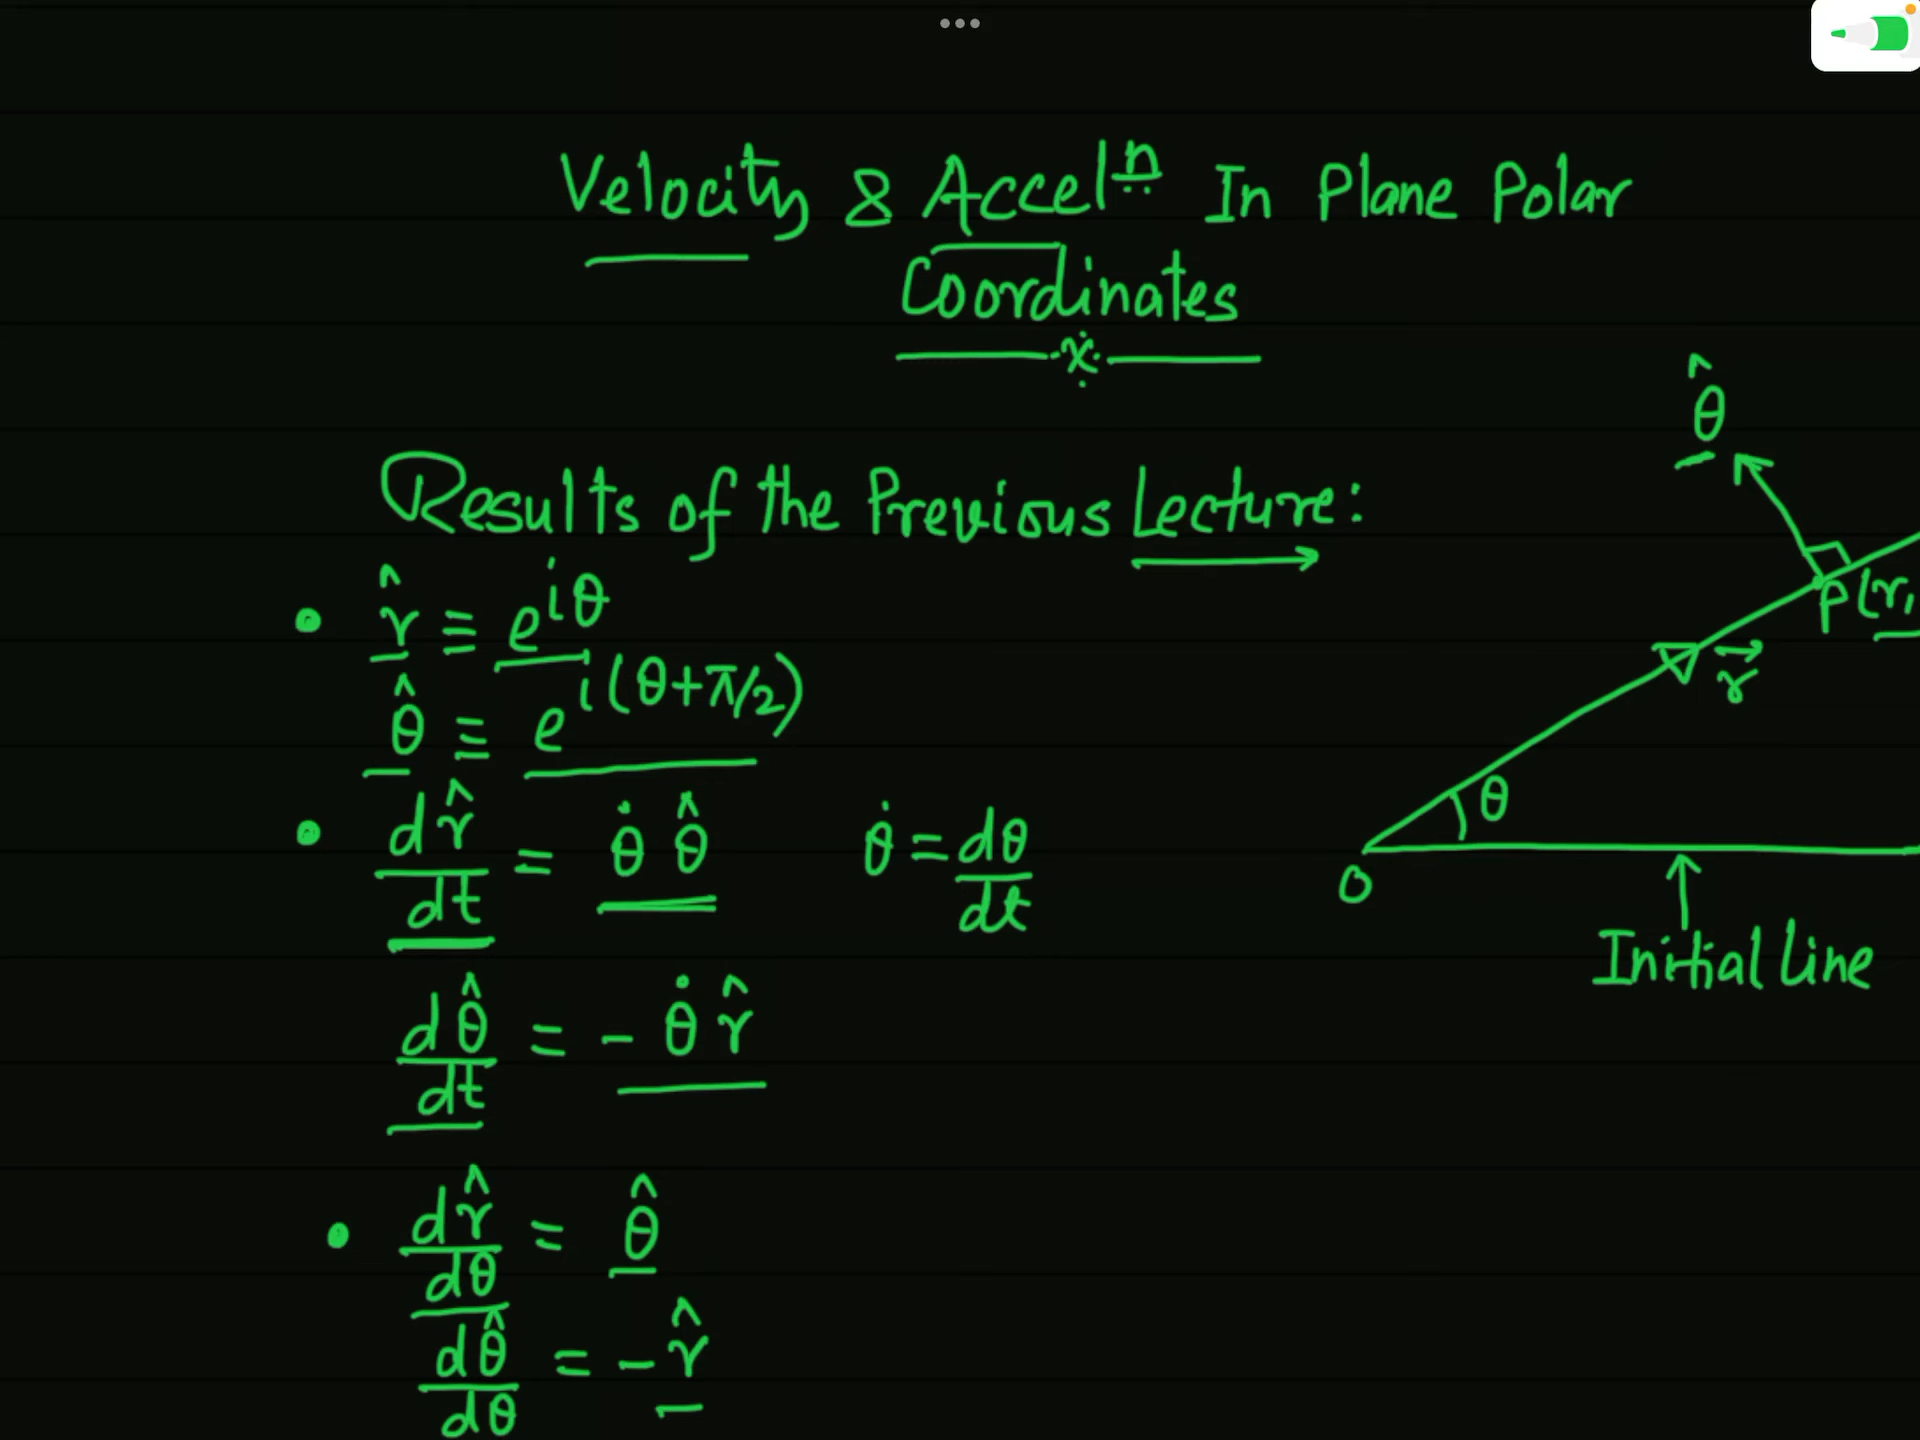 Velocity & Accelⁿ In Plane Polar
Coordinates
x
Results of the Previous Lecture:
r̂ ≡ e^{iθ}
θ̂ ≡ e^{i(θ+π/2)}
dr̂/dt = θ̇ θ̂   θ̇ = dθ/dt
dθ̂/dt = - θ̇ r̂
dr̂/dθ = θ̂
dθ̂/dθ = - r̂
θ̂
P(r,
r⃗
θ
O
Initial Line